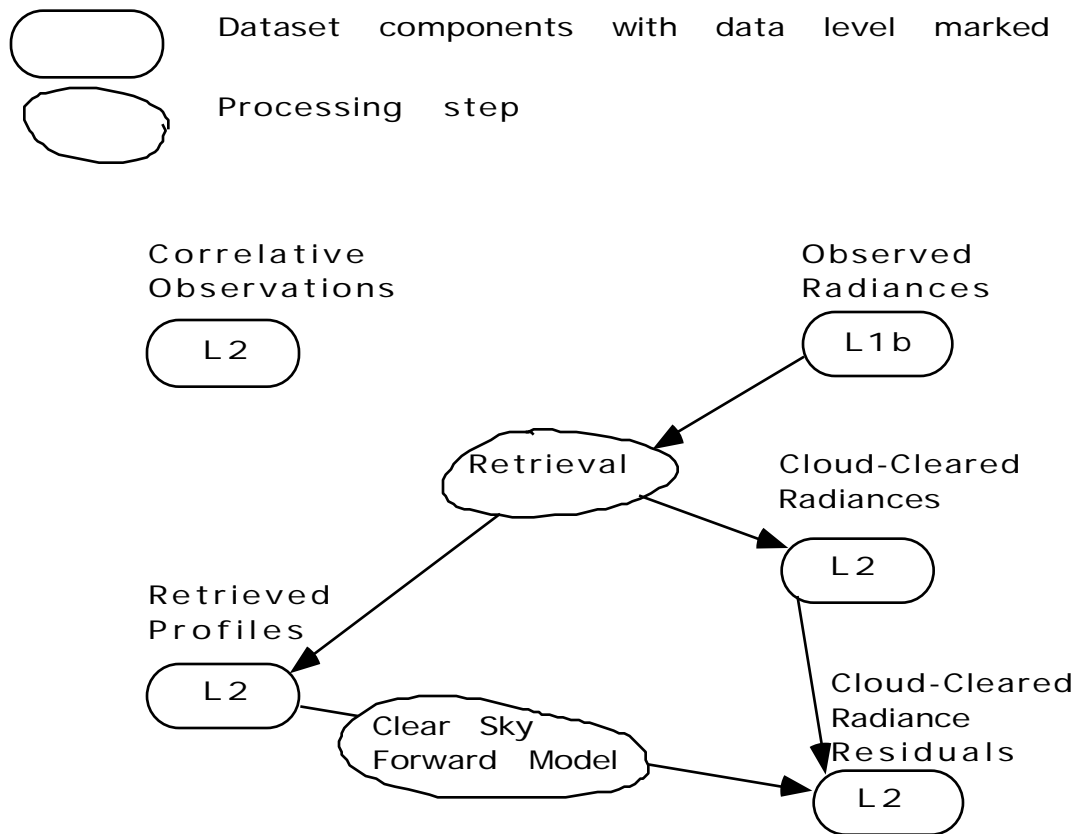 Dataset components with data level marked
Processing step
Correlative
Observations
L2
Observed
Radiances
L1b
Retrieval
Cloud-Cleared
Radiances
L2
Retrieved
Profiles
L2
Clear Sky
Forward Model
Cloud-Cleared
Radiance
Residuals
L2